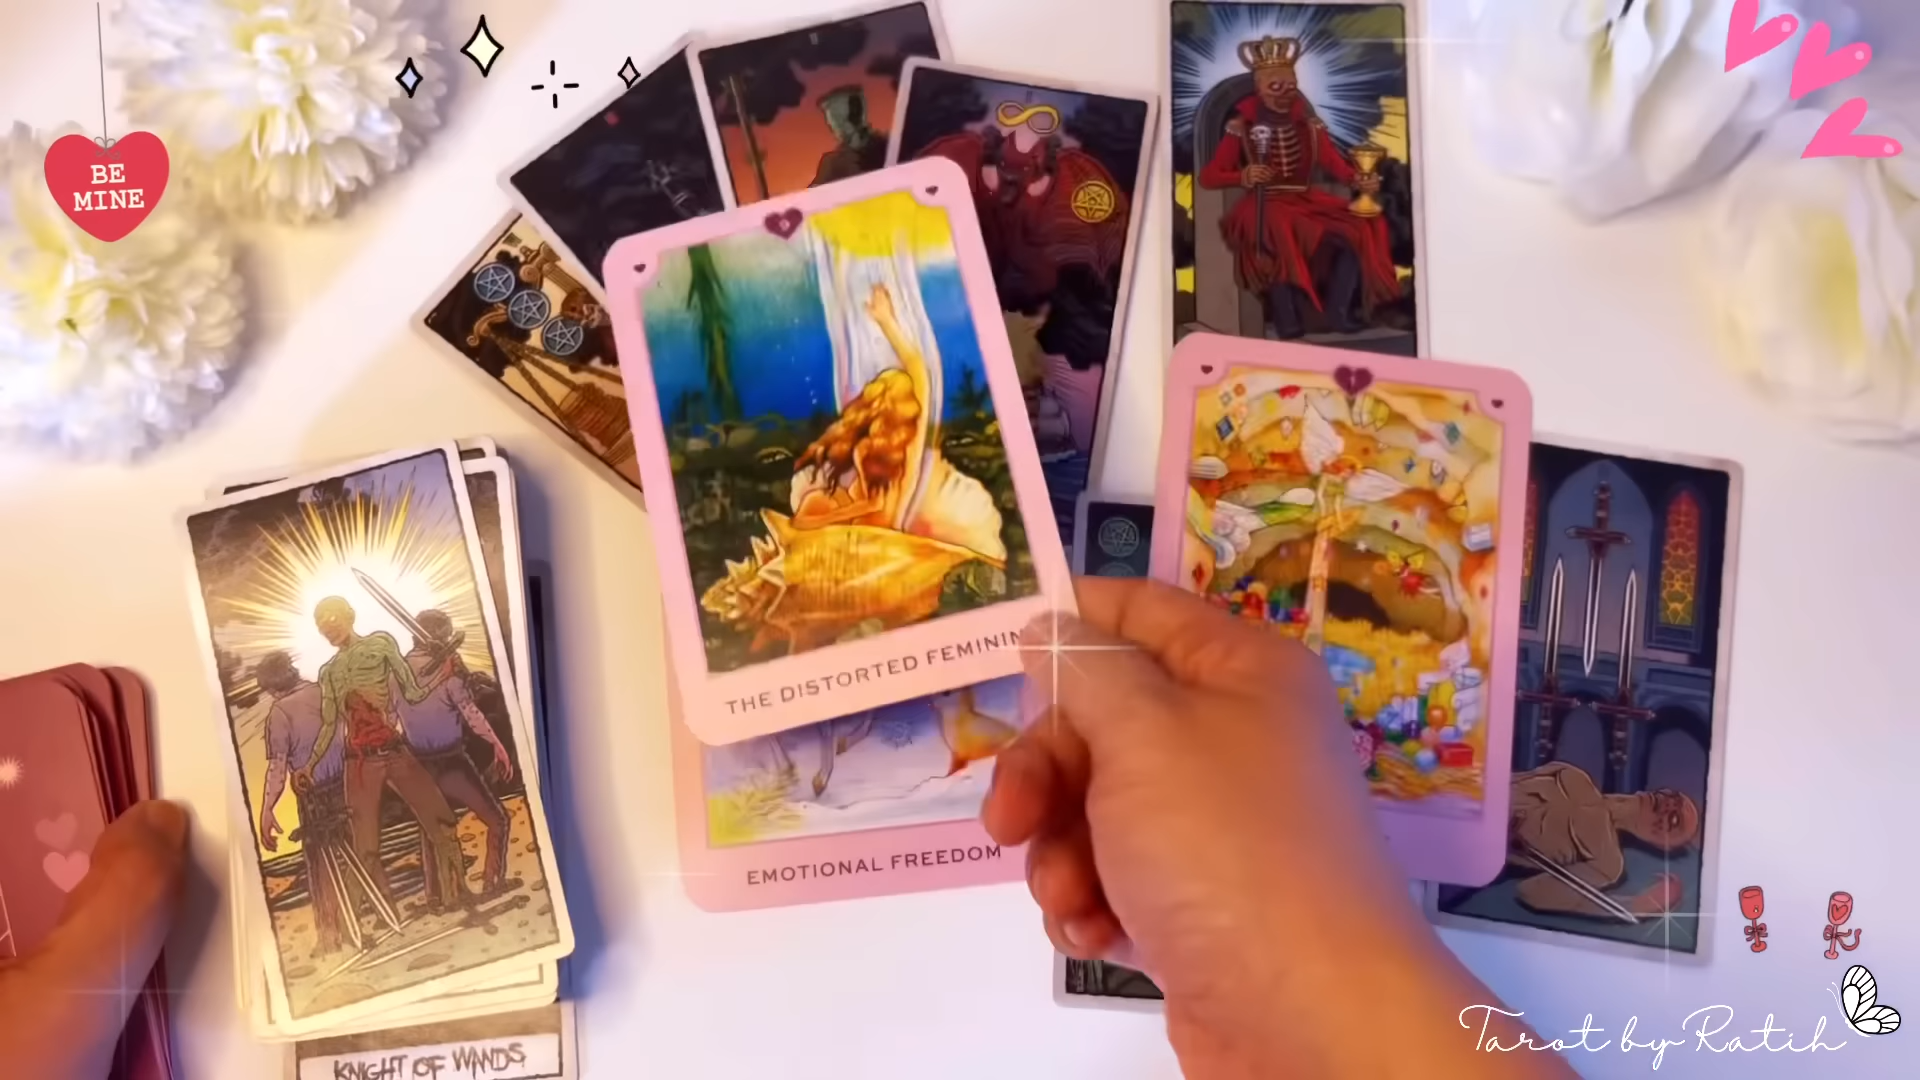 BE
MINE
THE DISTORTED FEMININ
EMOTIONAL FREEDOM
KNIGHT OF WANDS
Tarot by Ratih